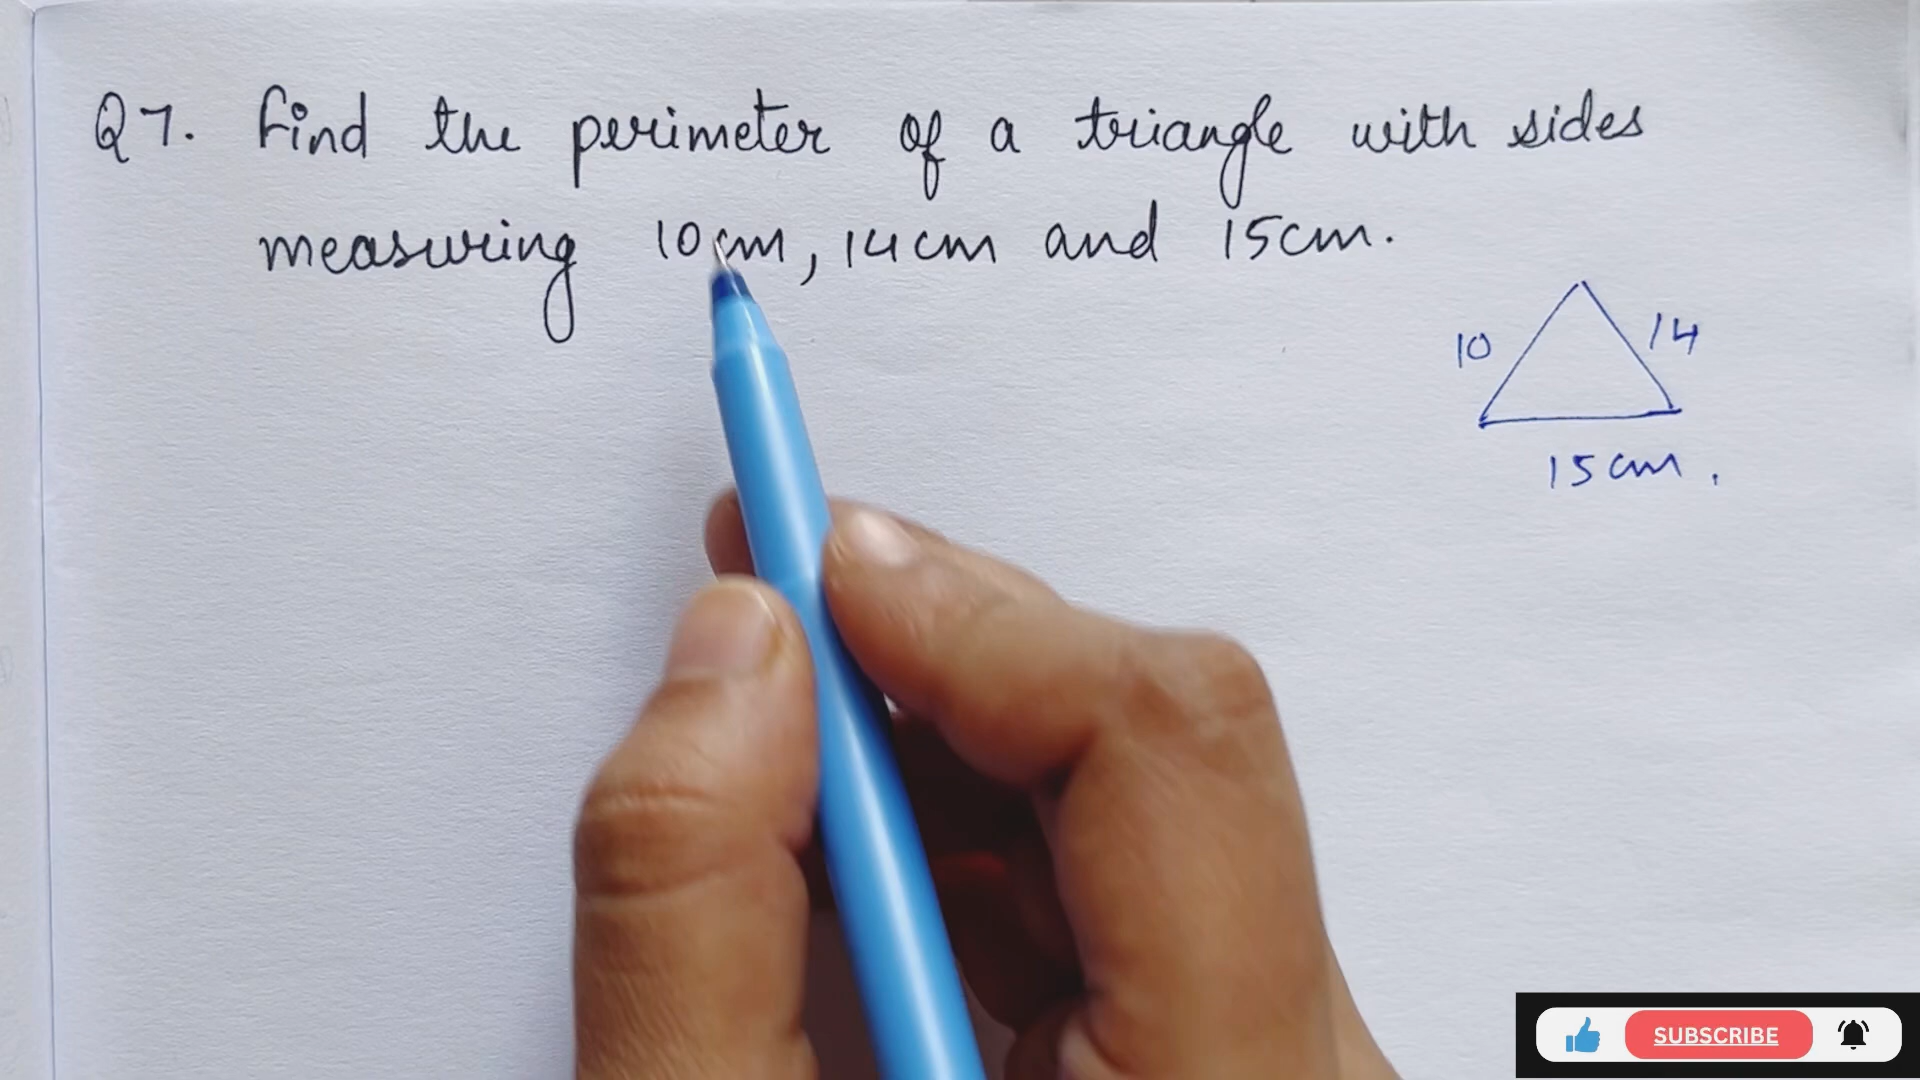 Q7. Find the perimeter of a triangle with sides
measuring 10cm, 14cm and 15cm.
10
14
15cm.
SUBSCRIBE